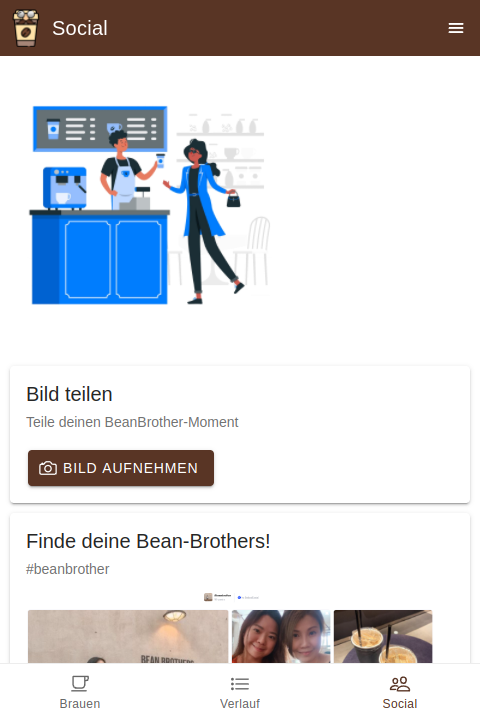 Social
Bild teilen
Teile deinen BeanBrother-Moment
BILD AUFNEHMEN
Finde deine Bean-Brothers!
#beanbrother
BEAN BROTHERS
Brauen
Verlauf
Social